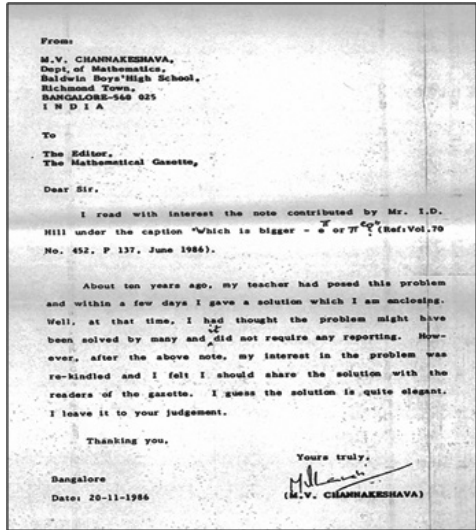 From:
M.V. CHANNAKESHAVA,
Dept, of Mathematics,
Baldwin Boys'High School,
Richmond Town,
BANGALORE-560 025
I N D I A
To
The Editor,
The Mathematical Gazette,
Dear Sir,
I read with interest the note contributed by Mr. I.D.
Hill under the caption "Which is bigger - e^π or π^e?" (Ref:Vol.70
No. 452, P 137, June 1986).
About ten years ago, my teacher had posed this problem
and within a few days I gave a solution which I am enclosing.
Well, at that time, I had thought the problem might have
been solved by many and it did not require any reporting. How-
ever, after the above note, my interest in the problem was
re-kindled and I felt I should share the solution with the
readers of the gazette. I guess the solution is quite elegant.
I leave it to your judgement.
Thanking you,
Yours truly,
Bangalore
Date: 20-11-1986
(M.V. CHANNAKESHAVA)